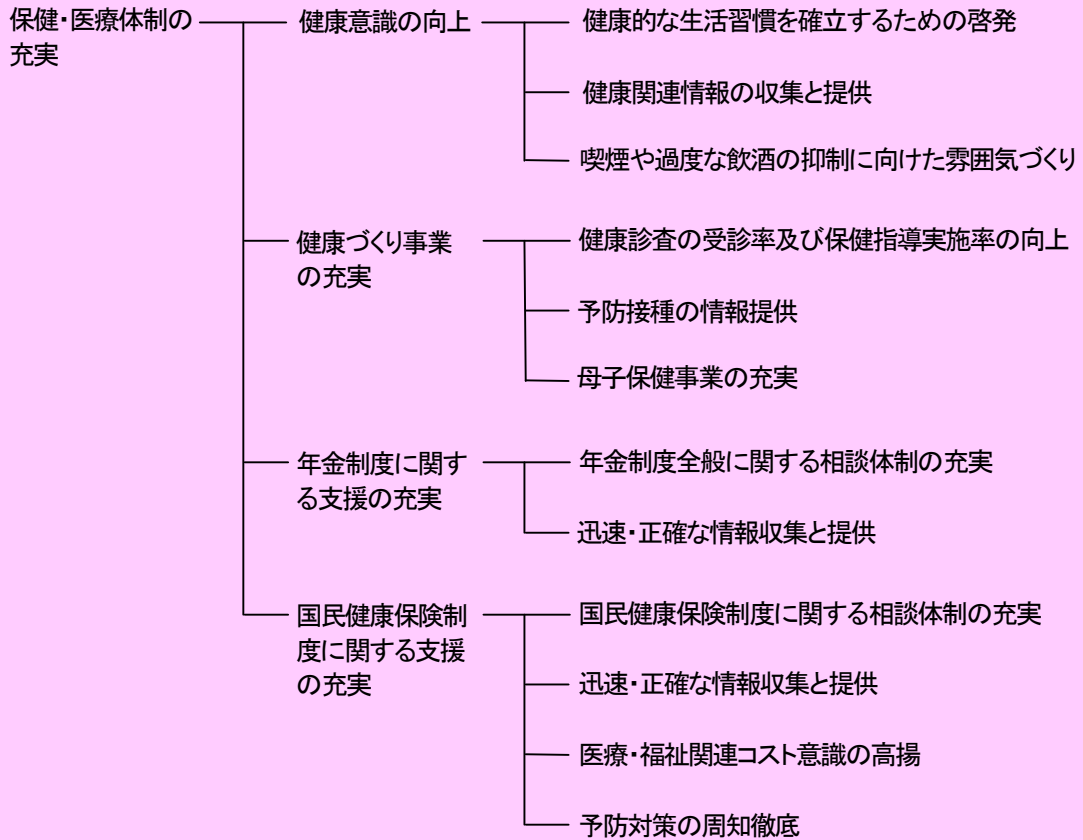 保健・医療体制の
充実
健康意識の向上
健康的な生活習慣を確立するための啓発
健康関連情報の収集と提供
喫煙や過度な飲酒の抑制に向けた雰囲気づくり
健康づくり事業
の充実
健康診査の受診率及び保健指導実施率の向上
予防接種の情報提供
母子保健事業の充実
年金制度に関す
る支援の充実
年金制度全般に関する相談体制の充実
迅速・正確な情報収集と提供
国民健康保険制
度に関する支援
の充実
国民健康保険制度に関する相談体制の充実
迅速・正確な情報収集と提供
医療・福祉関連コスト意識の高揚
予防対策の周知徹底